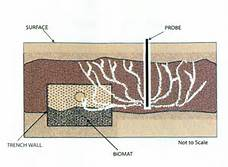 SURFACE
PROBE
TRENCH WALL
BIOMAT
Not to Scale